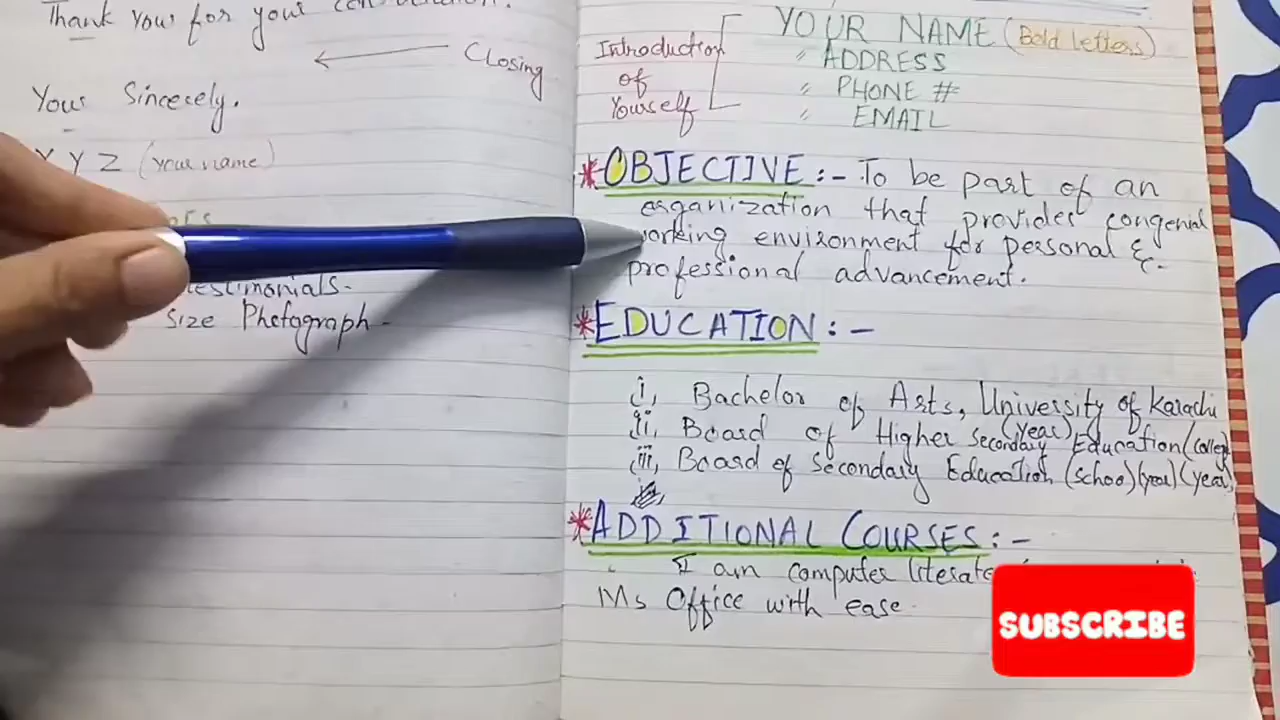 Thank You for your
Closing
Yous Sincerely.
Y Z (your name)
testimonials.
Size Photograph.
Introduction
of
Yourself
YOUR NAME (Bold letters)
" ADDRESS
" PHONE #
" EMAIL
*OBJECTIVE :- To be part of an
organization that provides congenial
working environment for personal &
professional advancement.
*EDUCATION :-
i, Bachelor of Arts, University of Karachi
(year)
ii, Board of Higher Secondary Education (college)
iii, Board of Secondary Education (school) (year) (year)
*ADDITIONAL COURSES :-
I am computer literate
Ms Office with ease.
SUBSCRIBE